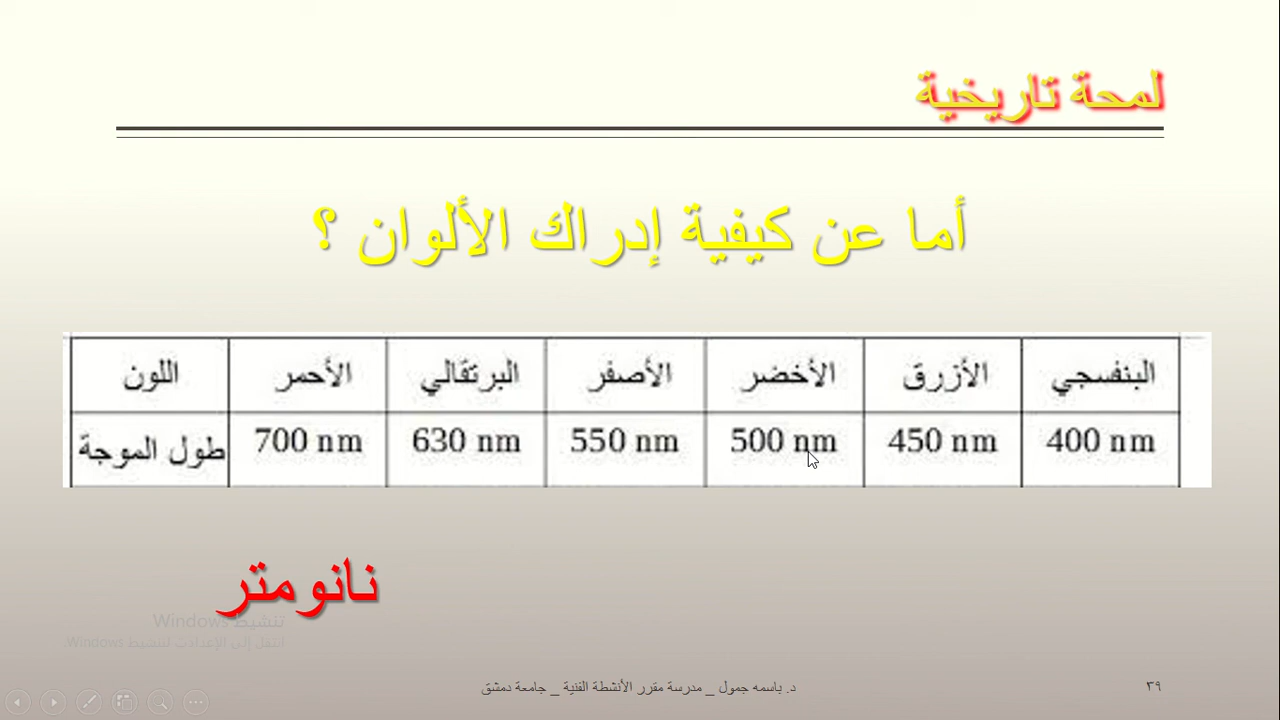 لمحة تاريخية
أما عن كيفية إدراك الألوان ؟
اللون الأحمر البرتقالي الأصفر الأخضر الأزرق البنفسجي
طول الموجة 700 nm 630 nm 550 nm 500 nm 450 nm 400 nm
نانومتر
تنشيط Windows
انتقل إلى الإعدادات لتنشيط Windows.
د. باسمه جمول _ مدرسة مقرر الأنشطة الفنية _ جامعة دمشق
٣٩